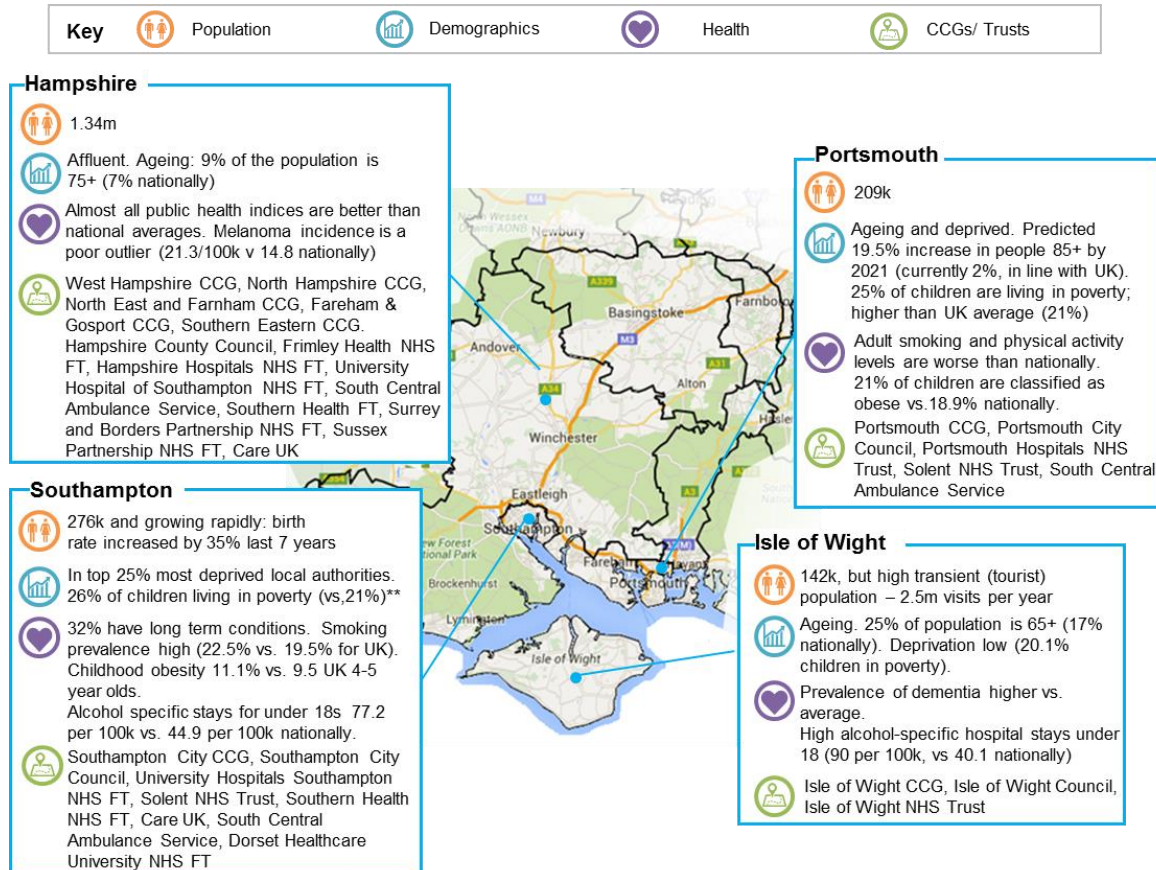 Key
Population
Demographics
Health
CCGs/ Trusts
Hampshire
1.34m
Affluent. Ageing: 9% of the population is
75+ (7% nationally)
Almost all public health indices are better than
national averages. Melanoma incidence is a
poor outlier (21.3/100k v 14.8 nationally)
West Hampshire CCG, North Hampshire CCG,
North East and Farnham CCG, Fareham &
Gosport CCG, Southern Eastern CCG.
Hampshire County Council, Frimley Health NHS
FT, Hampshire Hospitals NHS FT, University
Hospital of Southampton NHS FT, South Central
Ambulance Service, Southern Health FT, Surrey
and Borders Partnership NHS FT, Sussex
Partnership NHS FT, Care UK
Southampton
276k and growing rapidly: birth
rate increased by 35% last 7 years
In top 25% most deprived local authorities.
26% of children living in poverty (vs,21%)**
32% have long term conditions. Smoking
prevalence high (22.5% vs. 19.5% for UK).
Childhood obesity 11.1% vs. 9.5 UK 4-5
year olds.
Alcohol specific stays for under 18s 77.2
per 100k vs. 44.9 per 100k nationally.
Southampton City CCG, Southampton City
Council, University Hospitals Southampton
NHS FT, Solent NHS Trust, Southern Health
NHS FT, Care UK, South Central
Ambulance Service, Dorset Healthcare
University NHS FT
M4
Newbury
A339
Farnboro
Basingstoke
M3
Andover
A31
Alton
A34
Winchester
Eastleigh
A3
Southampton
New Forest
National Park
Fareham
Portsmouth
Brockenhurst
Lymington
Isle of Wight
Portsmouth
209k
Ageing and deprived. Predicted
19.5% increase in people 85+ by
2021 (currently 2%, in line with UK).
25% of children are living in poverty;
higher than UK average (21%)
Adult smoking and physical activity
levels are worse than nationally.
21% of children are classified as
obese vs.18.9% nationally.
Portsmouth CCG, Portsmouth City
Council, Portsmouth Hospitals NHS
Trust, Solent NHS Trust, South Central
Ambulance Service
Isle of Wight
142k, but high transient (tourist)
population – 2.5m visits per year
Ageing. 25% of population is 65+ (17%
nationally). Deprivation low (20.1%
children in poverty).
Prevalence of dementia higher vs.
average.
High alcohol-specific hospital stays under
18 (90 per 100k, vs 40.1 nationally)
Isle of Wight CCG, Isle of Wight Council,
Isle of Wight NHS Trust